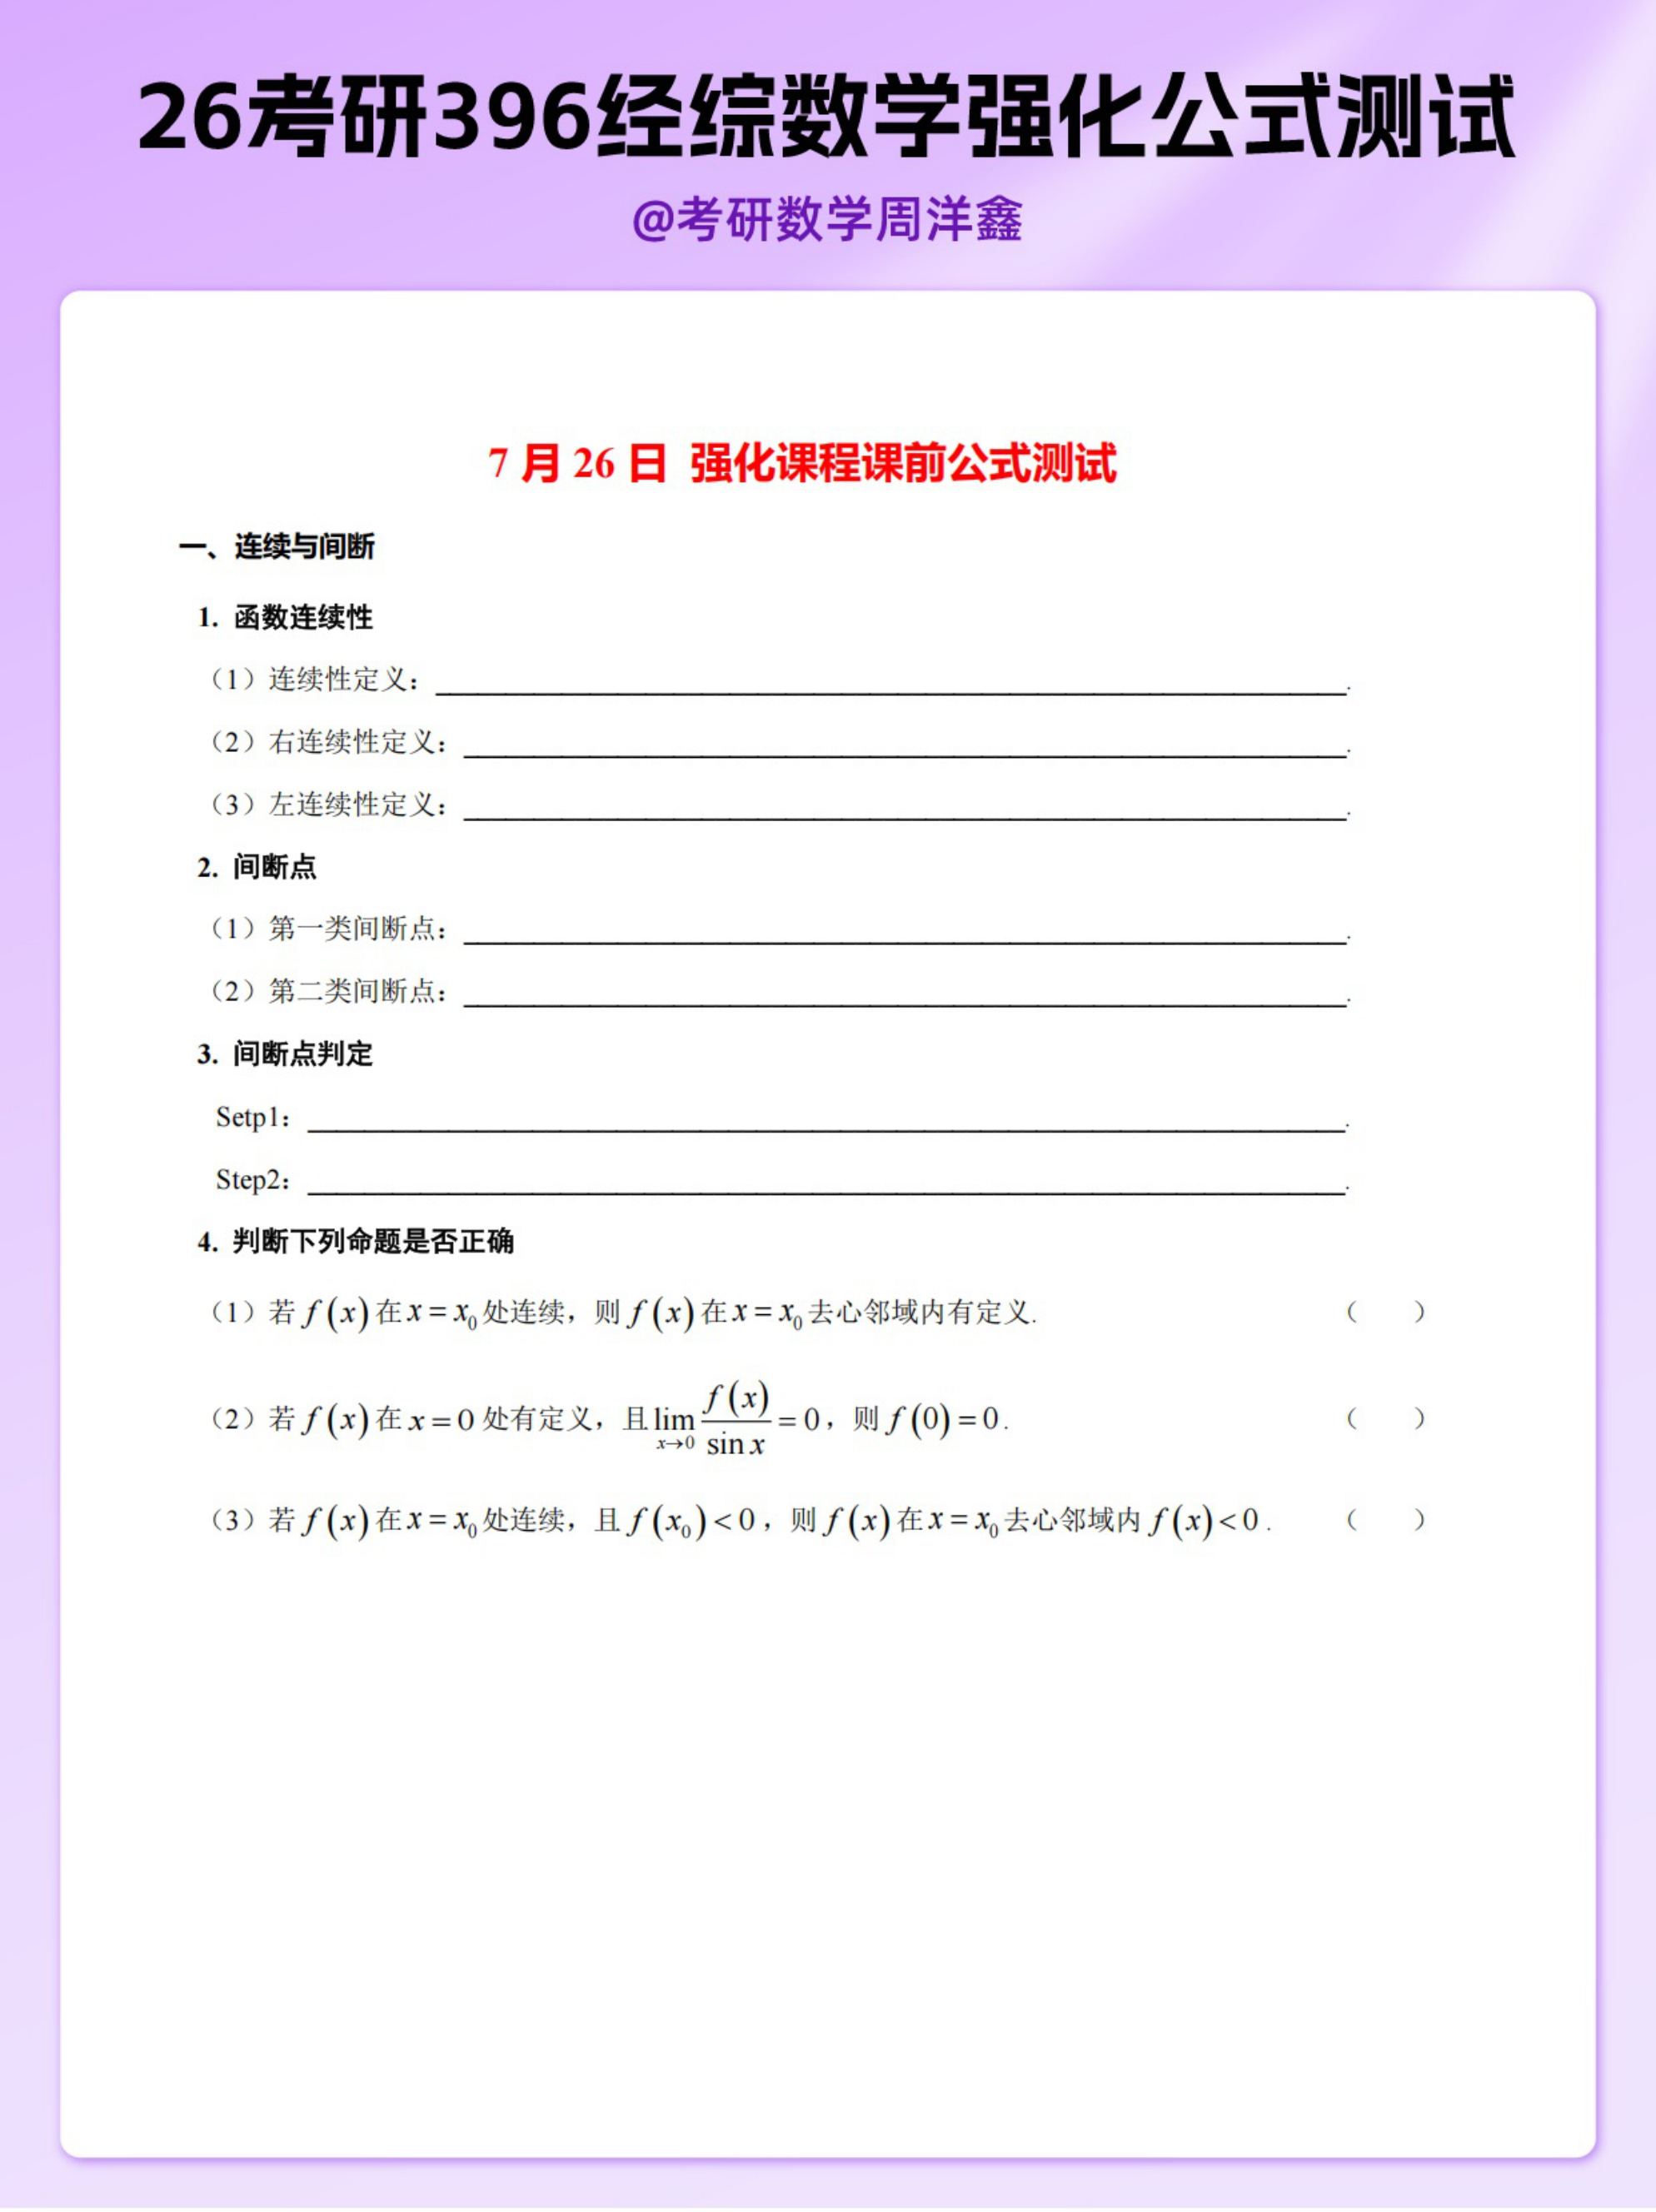 26考研396经综数学强化公式测试
@考研数学周洋鑫
7 月 26 日 强化课程课前公式测试
一、连续与间断
1. 函数连续性
（1）连续性定义：____________________.
（2）右连续性定义：____________________.
（3）左连续性定义：____________________.
2. 间断点
（1）第一类间断点：____________________.
（2）第二类间断点：____________________.
3. 间断点判定
Setp1：____________________.
Step2：____________________.
4. 判断下列命题是否正确
（1）若 f(x) 在 x = x₀ 处连续，则 f(x) 在 x = x₀ 去心邻域内有定义. （ ）
（2）若 f(x) 在 x = 0 处有定义，且 lim_{x→0} f(x)/sin x = 0，则 f(0) = 0. （ ）
（3）若 f(x) 在 x = x₀ 处连续，且 f(x₀) < 0，则 f(x) 在 x = x₀ 去心邻域内 f(x) < 0. （ ）